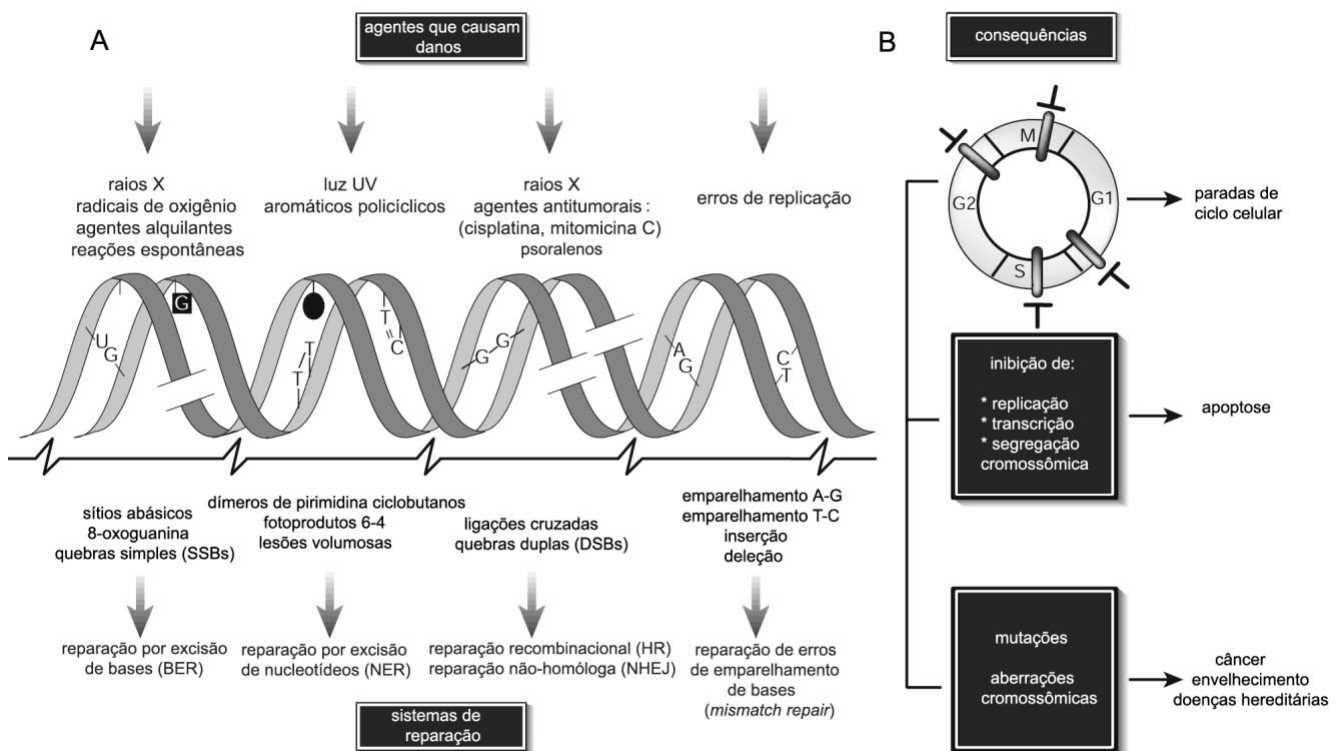 A
agentes que causam
danos
raios X
radicais de oxigênio
agentes alquilantes
reações espontâneas
luz UV
aromáticos policíclicos
raios X
agentes antitumorais :
(cisplatina, mitomicina C)
psoralenos
erros de replicação
U G
G
T
T
T
C
G G
A
G
C
T
sítios abásicos
8-oxoguanina
quebras simples (SSBs)
dímeros de pirimidina ciclobutanos
fotoprodutos 6-4
lesões volumosas
ligações cruzadas
quebras duplas (DSBs)
emparelhamento A-G
emparelhamento T-C
inserção
deleção
reparação por excisão
de bases (BER)
reparação por excisão
de nucleotídeos (NER)
reparação recombinacional (HR)
reparação não-homóloga (NHEJ)
reparação de erros
de emparelhamento
de bases
(mismatch repair)
sistemas de
reparação
B
consequências
M
G2
G1
S
paradas de
ciclo celular
inibição de:
* replicação
* transcrição
* segregação
cromossômica
apoptose
mutações
aberrações
cromossômicas
câncer
envelhecimento
doenças hereditárias